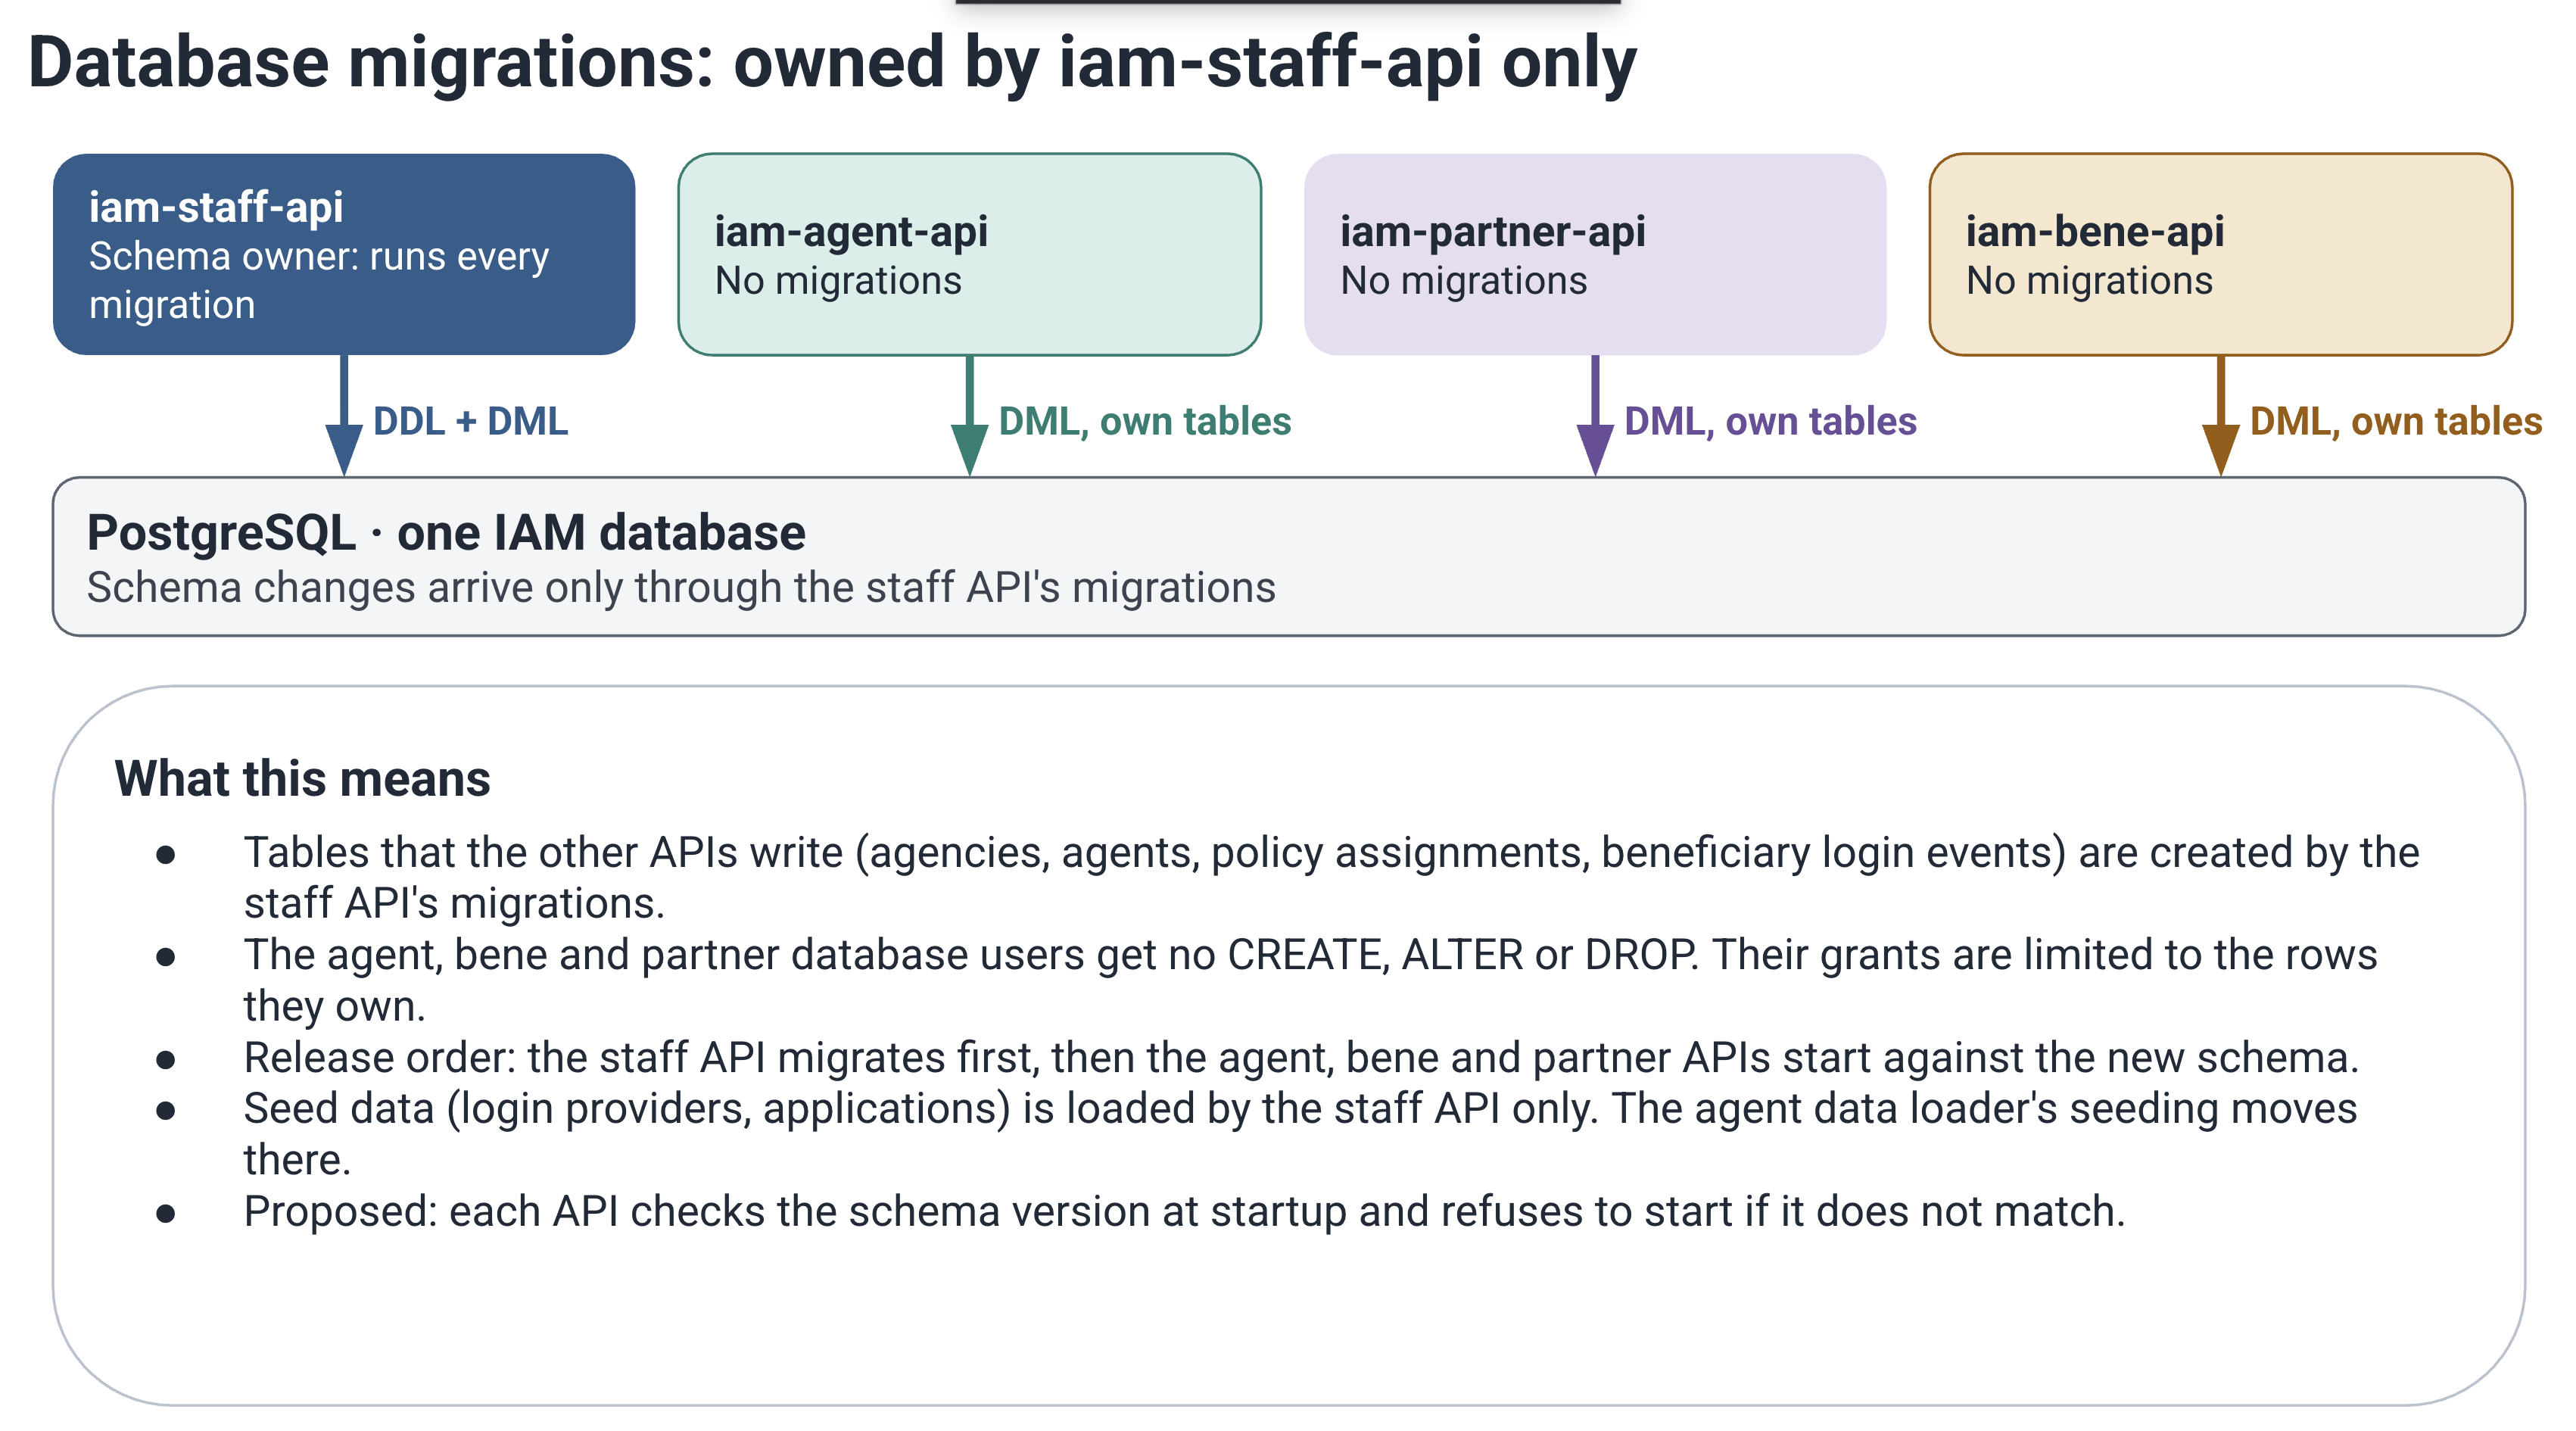 Database migrations: owned by iam-staff-api only
iam-staff-api
Schema owner: runs every
migration
iam-agent-api
No migrations
iam-partner-api
No migrations
iam-bene-api
No migrations
DDL + DML
DML, own tables
DML, own tables
DML, own tables
PostgreSQL · one IAM database
Schema changes arrive only through the staff API's migrations
What this means
● Tables that the other APIs write (agencies, agents, policy assignments, beneficiary login events) are created by the
staff API's migrations.
● The agent, bene and partner database users get no CREATE, ALTER or DROP. Their grants are limited to the rows
they own.
● Release order: the staff API migrates first, then the agent, bene and partner APIs start against the new schema.
● Seed data (login providers, applications) is loaded by the staff API only. The agent data loader's seeding moves
there.
● Proposed: each API checks the schema version at startup and refuses to start if it does not match.